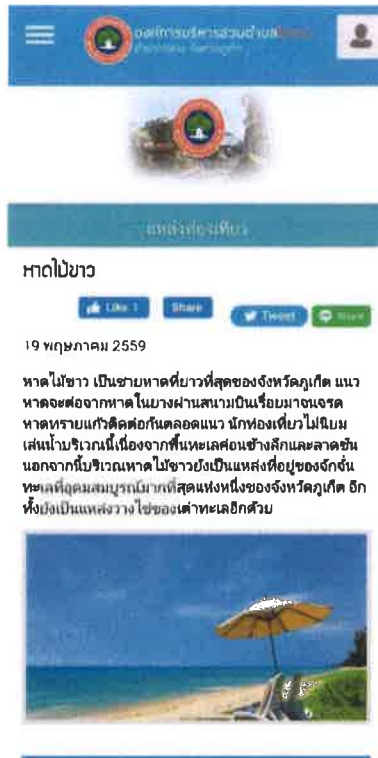 องค์การบริหารส่วนตำบล
แหล่งท่องเที่ยว
หาดไม้ขาว
Like 1 Share Tweet Share
19 พฤษภาคม 2559
หาดไม้ขาว เป็นชายหาดที่ยาวที่สุดของจังหวัดภูเก็ต แนว
หาดจะต่อจากหาดในยางผ่านสนามบินเรื่อยมาจนจรด
หาดทรายแก้วติดต่อกันตลอดแนว นักท่องเที่ยวไม่นิยม
เล่นน้ำบริเวณนี้เนื่องจากพื้นทะเลค่อนข้างลึกและลาดชัน
นอกจากนี้บริเวณหาดไม้ขาวยังเป็นแหล่งที่อยู่ของจักจั่น
ทะเลที่อุดมสมบูรณ์มากที่สุดแห่งหนึ่งของจังหวัดภูเก็ต อีก
ทั้งยังเป็นแหล่งวางไข่ของเต่าทะเลอีกด้วย